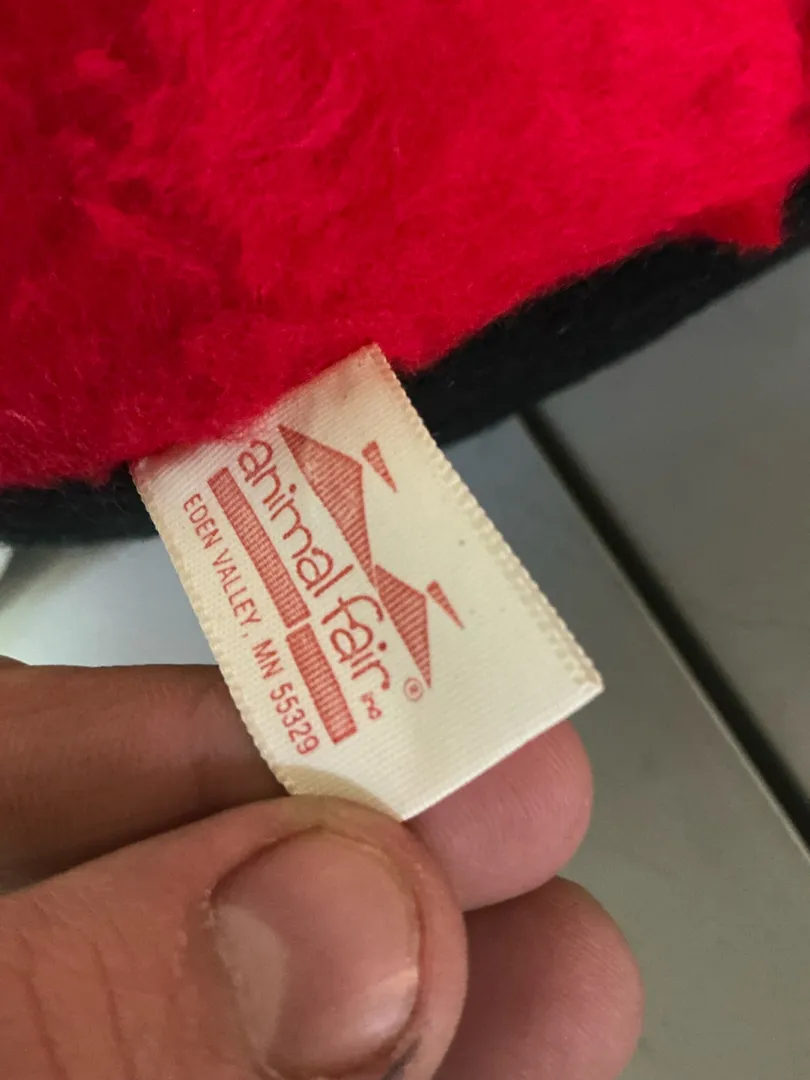 animal fair
inc
®
EDEN VALLEY, MN 55329